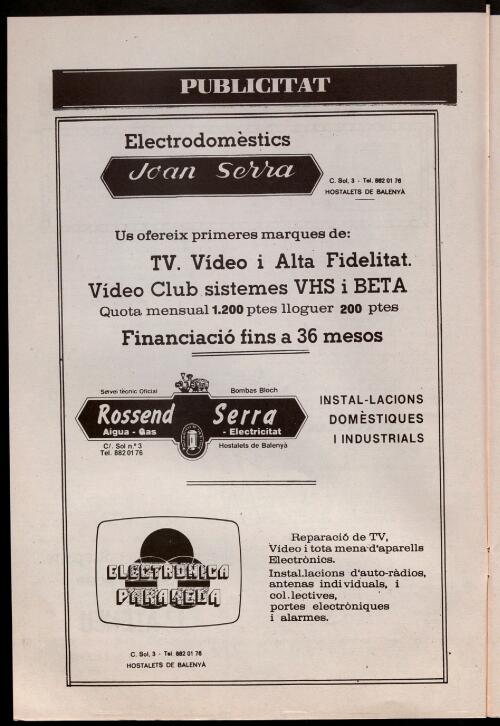 PUBLICITAT
Electrodomèstics
Joan Serra
C. Sol, 3 - Tel. 882 01 76
HOSTALETS DE BALENYÀ
Us ofereix primeres marques de:
TV. Vídeo i Alta Fidelitat.
Vídeo Club sistemes VHS i BETA
Quota mensual 1.200 ptes lloguer 200 ptes
Financiació fins a 36 mesos
Servei tècnic Oficial
Bombas Bloch
Rossend Serra
Aigua - Gas - Electricitat
C/. Sol n.º 3
Tel. 882 01 76
Hostalets de Balenyà
INSTAL-LACIONS
DOMÈSTIQUES
I INDUSTRIALS
ELECTRONICA
PARAREDA
C. Sol, 3 - Tel. 882 01 76
HOSTALETS DE BALENYÀ
Reparació de TV,
Vídeo i tota mena d'aparells
Electrònics.
Instal.lacions d'auto-ràdios,
antenas individuals, i
col.lectives,
portes electròniques
i alarmes.